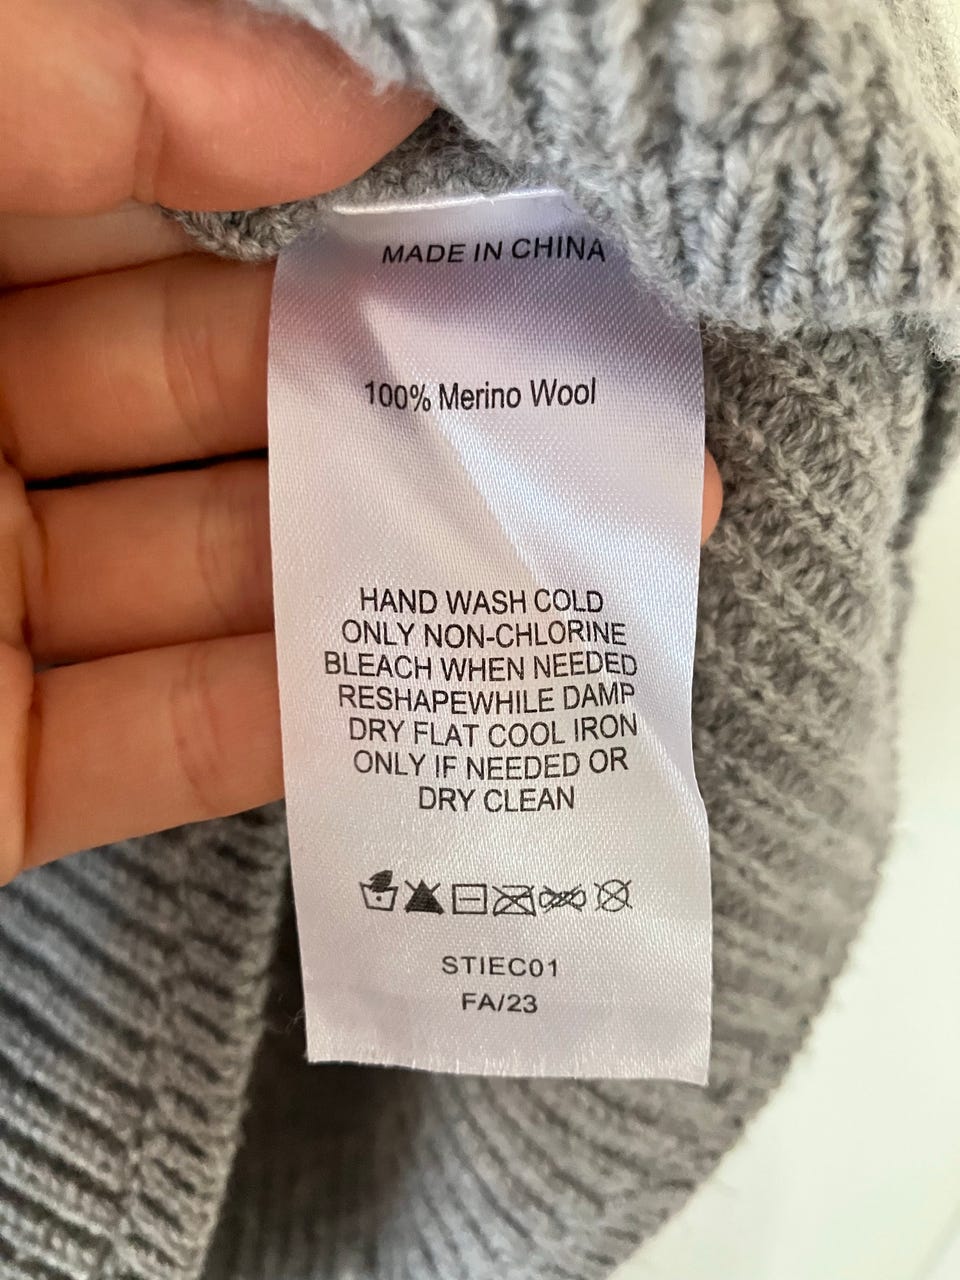 MADE IN CHINA
100% Merino Wool
HAND WASH COLD
ONLY NON-CHLORINE
BLEACH WHEN NEEDED
RESHAPEWHILE DAMP
DRY FLAT COOL IRON
ONLY IF NEEDED OR
DRY CLEAN
STIEC01
FA/23